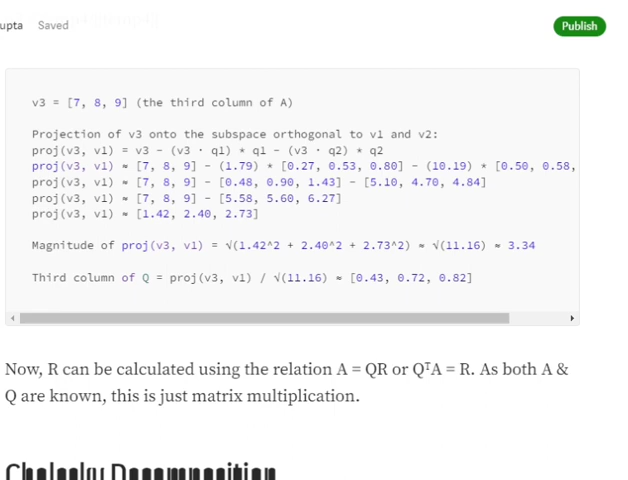 upta Saved
Publish
v3 = [7, 8, 9] (the third column of A)
Projection of v3 onto the subspace orthogonal to v1 and v2:
proj(v3, v1) = v3 − (v3 · q1) * q1 − (v3 · q2) * q2
proj(v3, v1) ≈ [7, 8, 9] − (1.79) * [0.27, 0.53, 0.80] − (10.19) * [0.50, 0.58,
proj(v3, v1) ≈ [7, 8, 9] − [0.48, 0.90, 1.43] − [5.10, 4.70, 4.84]
proj(v3, v1) ≈ [7, 8, 9] − [5.58, 5.60, 6.27]
proj(v3, v1) ≈ [1.42, 2.40, 2.73]
Magnitude of proj(v3, v1) = √(1.42^2 + 2.40^2 + 2.73^2) ≈ √(11.16) ≈ 3.34
Third column of Q = proj(v3, v1) / √(11.16) ≈ [0.43, 0.72, 0.82]
Now, R can be calculated using the relation A = QR or QᵀA = R. As both A &
Q are known, this is just matrix multiplication.
Cholesky Decomposition